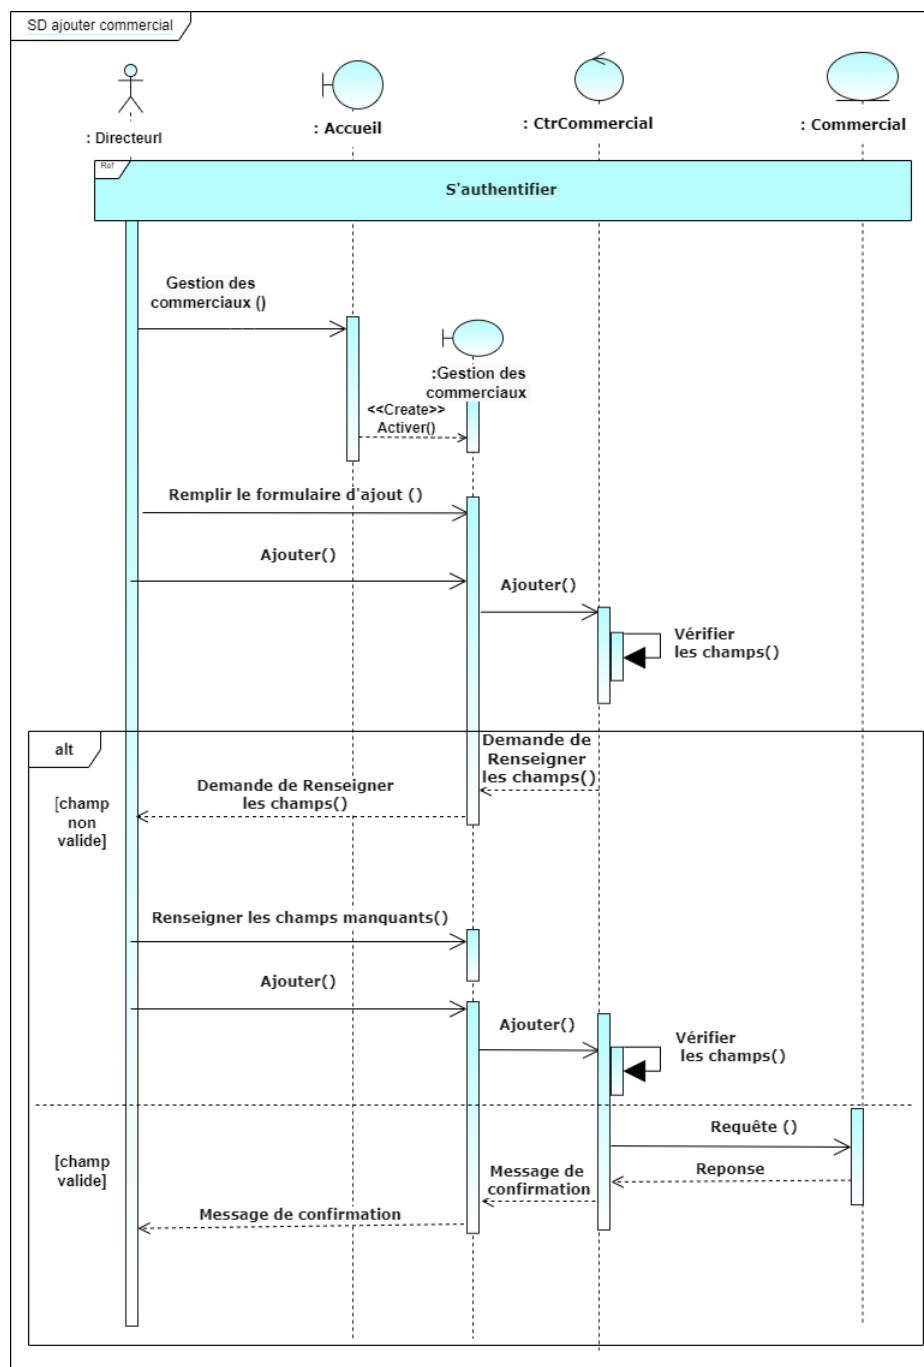 SD ajouter commercial
: Directeurl
: Accueil
: CtrCommercial
: Commercial
Ref
S'authentifier
Gestion des
commerciaux ()
:Gestion des
commerciaux
<<Create>>
Activer()
Remplir le formulaire d'ajout ()
Ajouter()
Ajouter()
Vérifier
les champs()
alt
Demande de
Renseigner
les champs()
Demande de Renseigner
les champs()
[champ
non
valide]
Renseigner les champs manquants()
Ajouter()
Ajouter()
Vérifier
les champs()
Requête ()
[champ
valide]
Reponse
Message de
confirmation
Message de confirmation